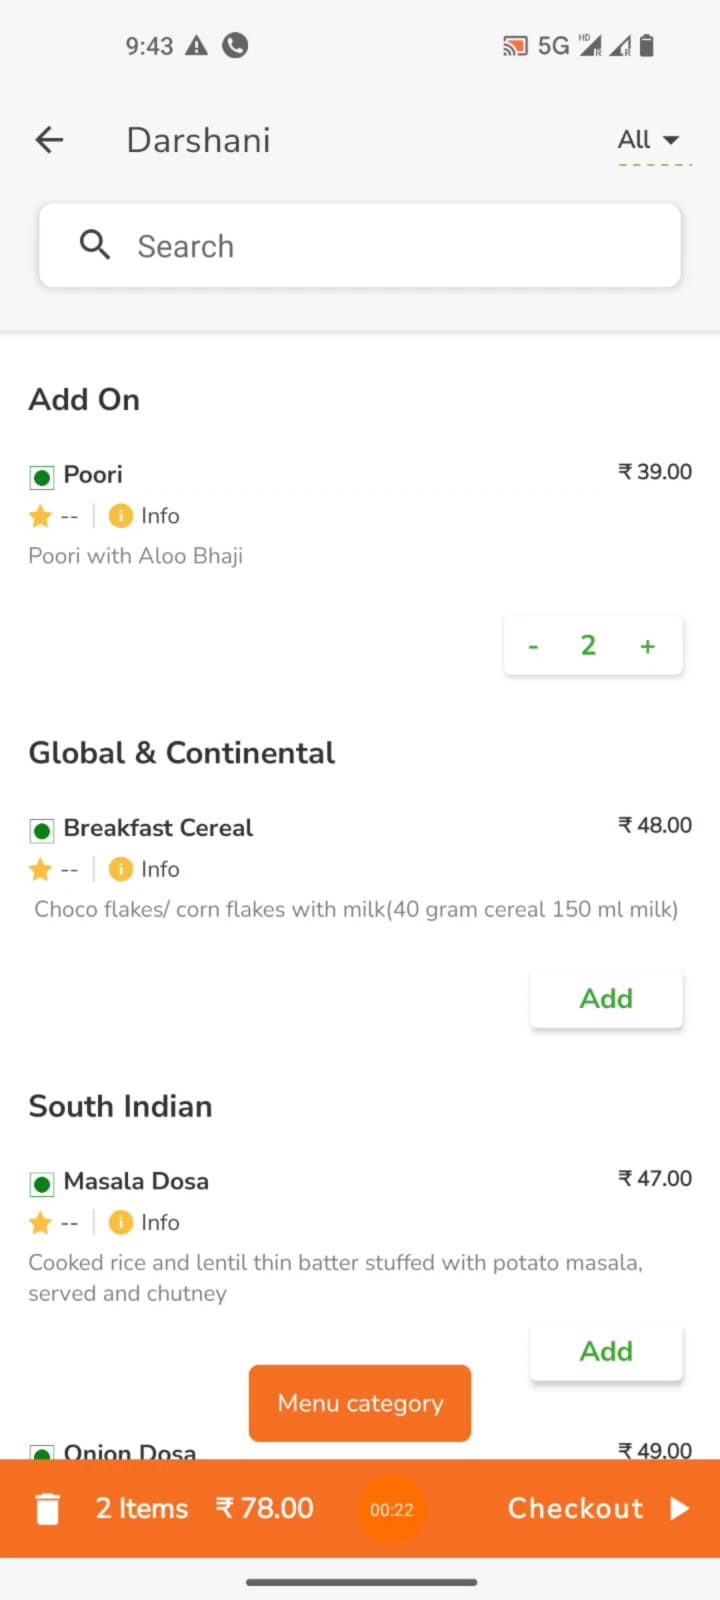 9:43
5G HD R R
Darshani
All
Search
Add On
Poori ₹ 39.00
-- Info
Poori with Aloo Bhaji
- 2 +
Global & Continental
Breakfast Cereal ₹ 48.00
-- Info
Choco flakes/ corn flakes with milk(40 gram cereal 150 ml milk)
Add
South Indian
Masala Dosa ₹ 47.00
-- Info
Cooked rice and lentil thin batter stuffed with potato masala,
served and chutney
Add
Menu category
Onion Dosa ₹ 49.00
2 Items ₹ 78.00 00:22 Checkout